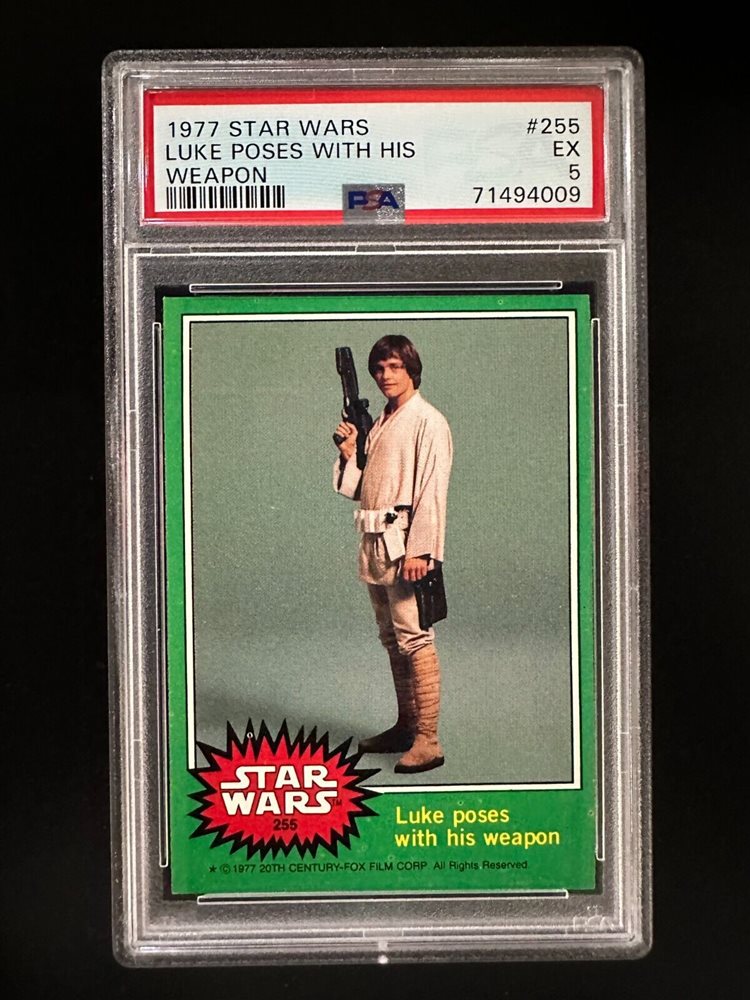 1977 STAR WARS #255
LUKE POSES WITH HIS EX
WEAPON 5
PSA 71494009
STAR
WARS™
255
Luke poses
with his weapon
★ © 1977 20TH CENTURY-FOX FILM CORP. All Rights Reserved.